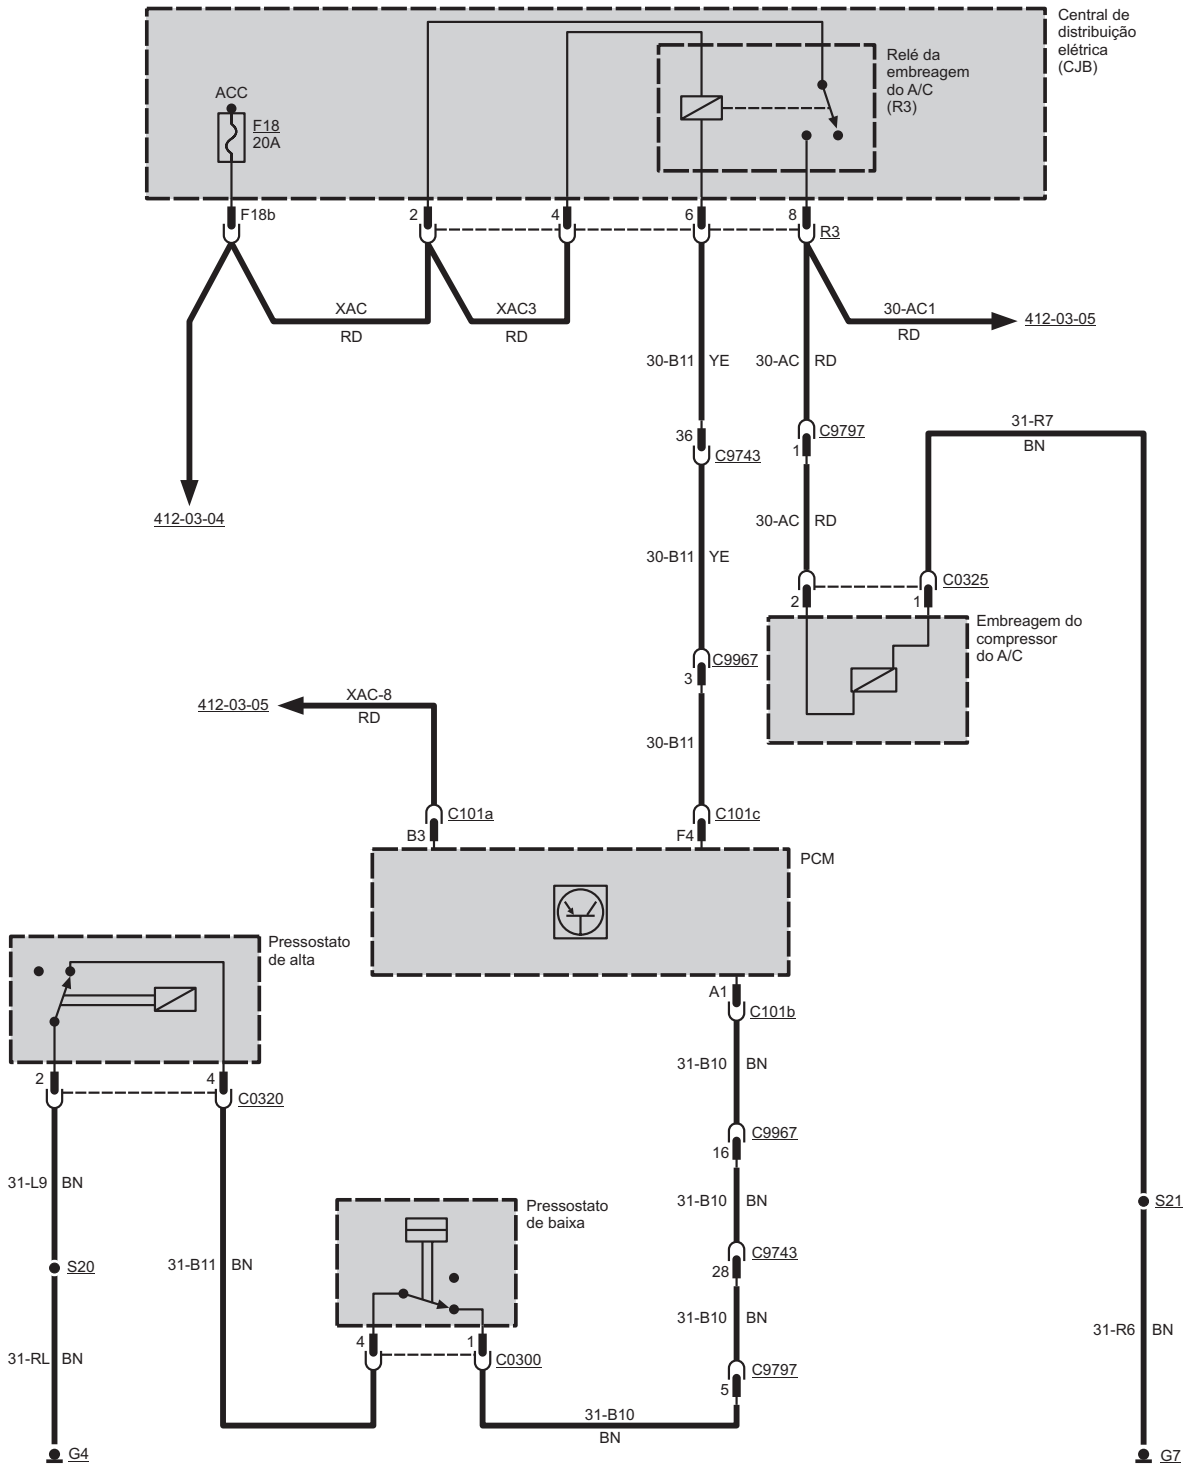 Central de
distribuição
elétrica
(CJB)
Relé da
embreagem
do A/C
(R3)
ACC
F18
20A
F18b
2
4
6
8
R3
XAC
RD
XAC3
RD
30-AC1
RD
412-03-05
30-B11
YE
30-AC
RD
31-R7
BN
36
C9743
C9797
1
412-03-04
30-AC
RD
30-B11
YE
2
1
C0325
Embreagem do
compressor
do A/C
C9967
3
412-03-05
XAC-8
RD
30-B11
C101a
B3
C101c
F4
PCM
Pressostato
de alta
A1
C101b
2
4
C0320
31-B10
BN
C9967
16
31-L9
BN
31-B10
BN
S21
Pressostato
de baixa
S20
31-B11
BN
C9743
28
31-B10
BN
31-R6
BN
4
1
C0300
31-RL
BN
C9797
5
31-B10
BN
G4
G7